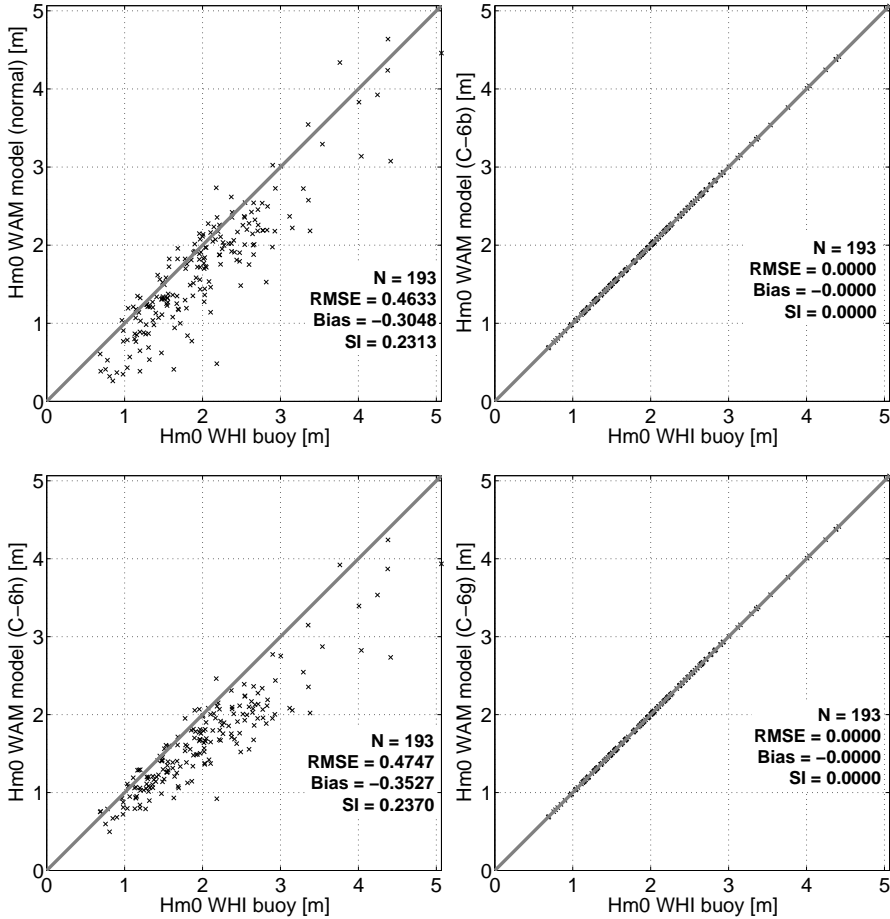 5
4
3
2
1
0
Hm0 WAM model (normal) [m]
N = 193
RMSE = 0.4633
Bias = −0.3048
SI = 0.2313
0 1 2 3 4 5
Hm0 WHI buoy [m]
5
4
3
2
1
0
Hm0 WAM model (C−6b) [m]
N = 193
RMSE = 0.0000
Bias = −0.0000
SI = 0.0000
0 1 2 3 4 5
Hm0 WHI buoy [m]
5
4
3
2
1
0
Hm0 WAM model (C−6h) [m]
N = 193
RMSE = 0.4747
Bias = −0.3527
SI = 0.2370
0 1 2 3 4 5
Hm0 WHI buoy [m]
5
4
3
2
1
0
Hm0 WAM model (C−6g) [m]
N = 193
RMSE = 0.0000
Bias = −0.0000
SI = 0.0000
0 1 2 3 4 5
Hm0 WHI buoy [m]